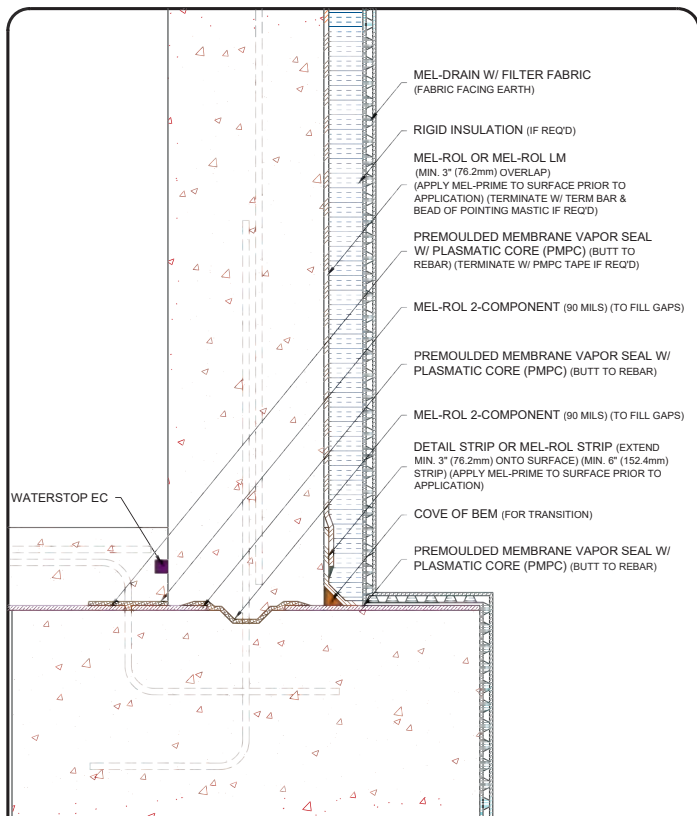 MEL-DRAIN W/ FILTER FABRIC
(FABRIC FACING EARTH)
RIGID INSULATION (IF REQ'D)
MEL-ROL OR MEL-ROL LM
(MIN. 3" (76.2mm) OVERLAP)
(APPLY MEL-PRIME TO SURFACE PRIOR TO
APPLICATION) (TERMINATE W/ TERM BAR &
BEAD OF POINTING MASTIC IF REQ'D)
PREMOULDED MEMBRANE VAPOR SEAL
W/ PLASMATIC CORE (PMPC) (BUTT TO
REBAR) (TERMINATE W/ PMPC TAPE IF REQ'D)
MEL-ROL 2-COMPONENT (90 MILS) (TO FILL GAPS)
PREMOULDED MEMBRANE VAPOR SEAL W/
PLASMATIC CORE (PMPC) (BUTT TO REBAR)
MEL-ROL 2-COMPONENT (90 MILS) (TO FILL GAPS)
DETAIL STRIP OR MEL-ROL STRIP (EXTEND
MIN. 3" (76.2mm) ONTO SURFACE) (MIN. 6" (152.4mm)
STRIP) (APPLY MEL-PRIME TO SURFACE PRIOR TO
APPLICATION)
WATERSTOP EC
COVE OF BEM (FOR TRANSITION)
PREMOULDED MEMBRANE VAPOR SEAL W/
PLASMATIC CORE (PMPC) (BUTT TO REBAR)